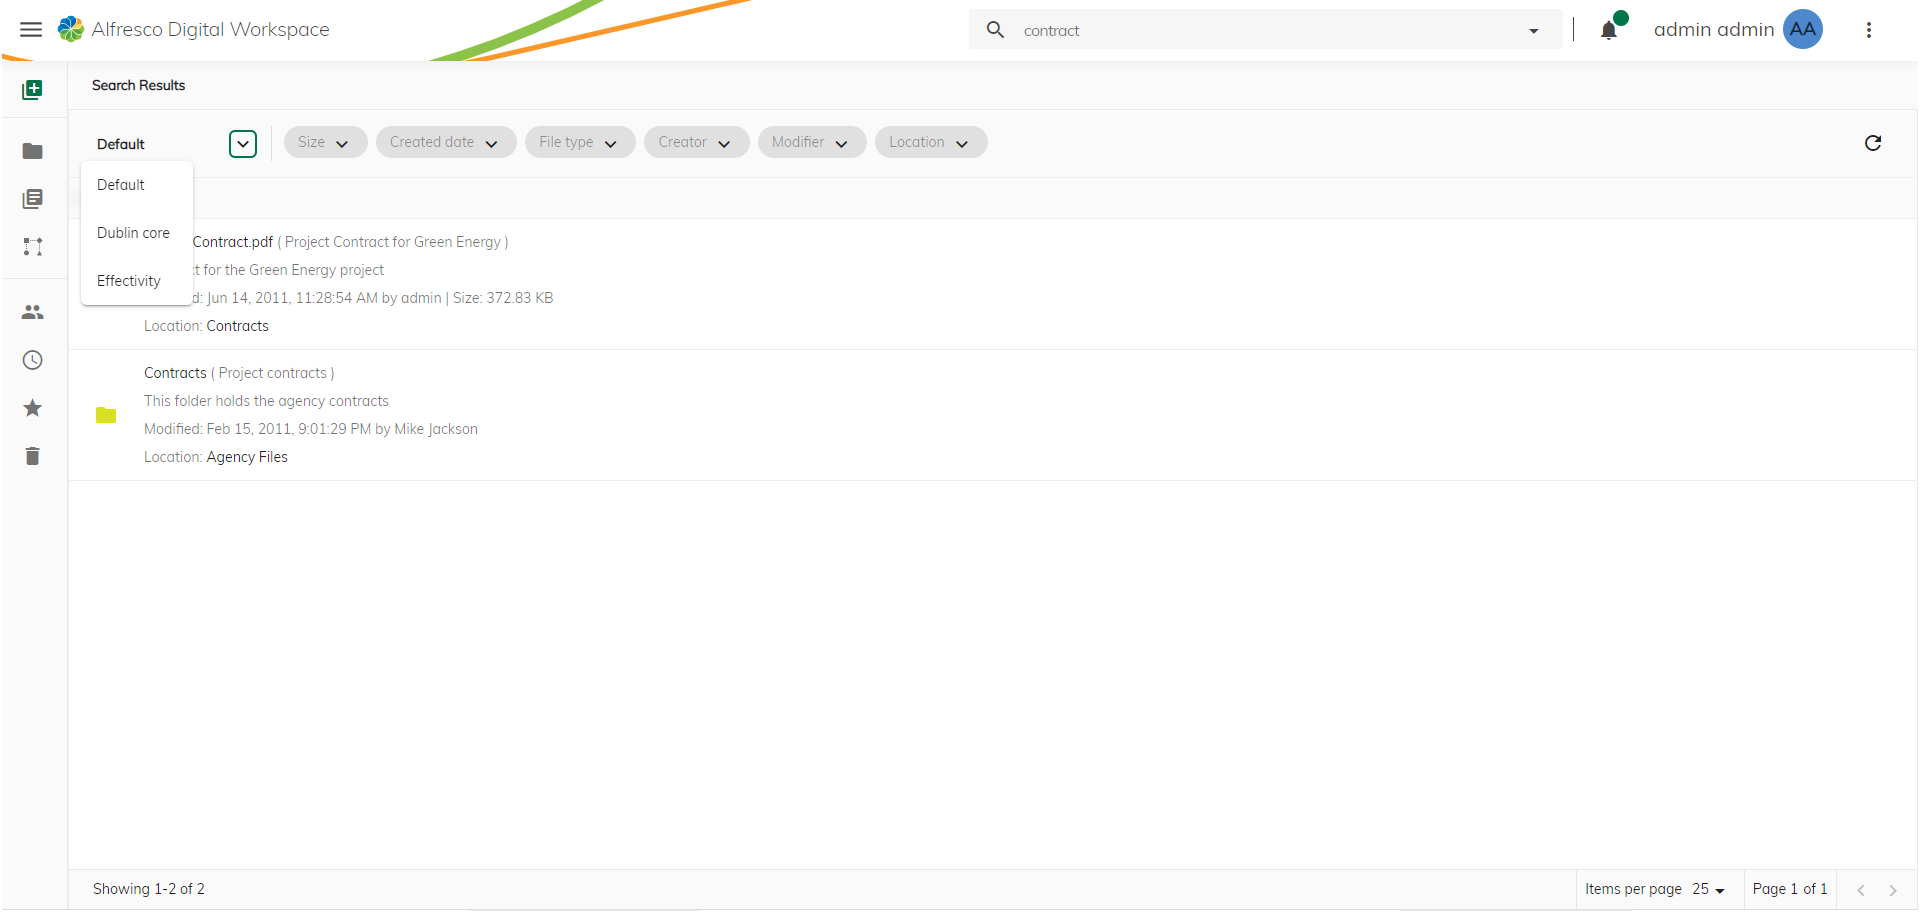 Alfresco Digital Workspace
contract
admin admin AA
Search Results
Default
Size
Created date
File type
Creator
Modifier
Location
Default
Dublin core
Effectivity
Contract.pdf ( Project Contract for Green Energy )
for the Green Energy project
Jun 14, 2011, 11:28:54 AM by admin | Size: 372.83 KB
Location: Contracts
Contracts ( Project contracts )
This folder holds the agency contracts
Modified: Feb 15, 2011, 9:01:29 PM by Mike Jackson
Location: Agency Files
Showing 1-2 of 2
Items per page 25
Page 1 of 1